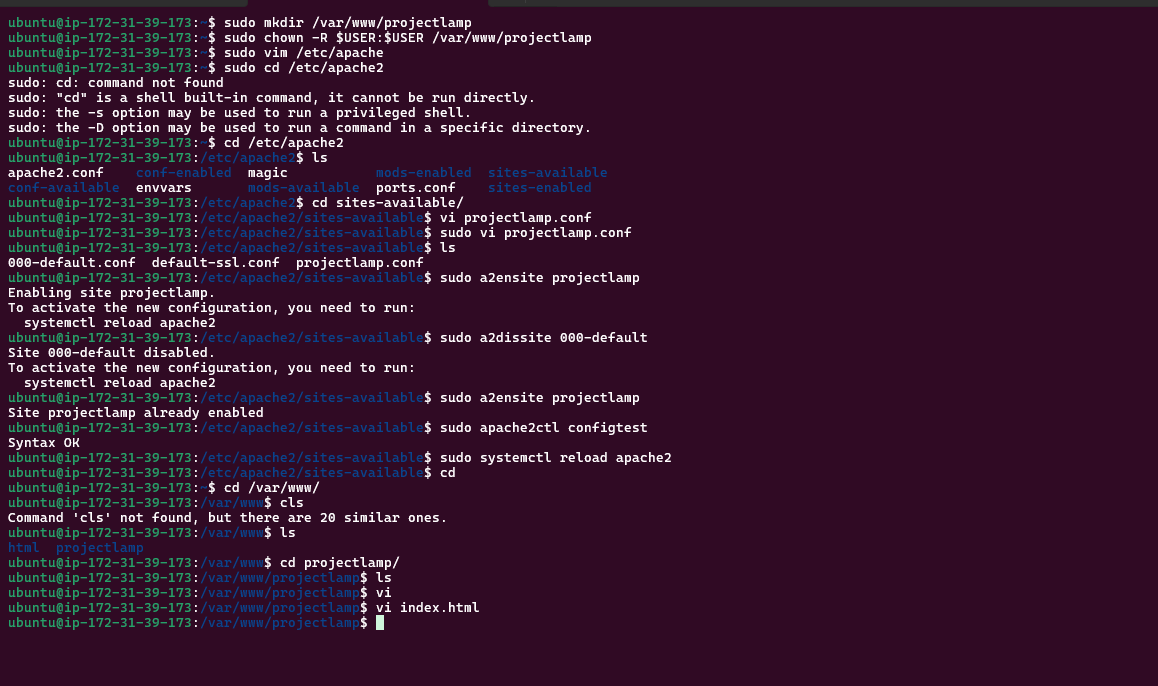 ubuntu@ip-172-31-39-173:~$ sudo mkdir /var/www/projectlamp
ubuntu@ip-172-31-39-173:~$ sudo chown -R $USER:$USER /var/www/projectlamp
ubuntu@ip-172-31-39-173:~$ sudo vim /etc/apache
ubuntu@ip-172-31-39-173:~$ sudo cd /etc/apache2
sudo: cd: command not found
sudo: "cd" is a shell built-in command, it cannot be run directly.
sudo: the -s option may be used to run a privileged shell.
sudo: the -D option may be used to run a command in a specific directory.
ubuntu@ip-172-31-39-173:~$ cd /etc/apache2
ubuntu@ip-172-31-39-173:/etc/apache2$ ls
apache2.conf    conf-enabled  magic           mods-enabled  sites-available
conf-available  envvars       mods-available  ports.conf    sites-enabled
ubuntu@ip-172-31-39-173:/etc/apache2$ cd sites-available/
ubuntu@ip-172-31-39-173:/etc/apache2/sites-available$ vi projectlamp.conf
ubuntu@ip-172-31-39-173:/etc/apache2/sites-available$ sudo vi projectlamp.conf
ubuntu@ip-172-31-39-173:/etc/apache2/sites-available$ ls
000-default.conf  default-ssl.conf  projectlamp.conf
ubuntu@ip-172-31-39-173:/etc/apache2/sites-available$ sudo a2ensite projectlamp
Enabling site projectlamp.
To activate the new configuration, you need to run:
  systemctl reload apache2
ubuntu@ip-172-31-39-173:/etc/apache2/sites-available$ sudo a2dissite 000-default
Site 000-default disabled.
To activate the new configuration, you need to run:
  systemctl reload apache2
ubuntu@ip-172-31-39-173:/etc/apache2/sites-available$ sudo a2ensite projectlamp
Site projectlamp already enabled
ubuntu@ip-172-31-39-173:/etc/apache2/sites-available$ sudo apache2ctl configtest
Syntax OK
ubuntu@ip-172-31-39-173:/etc/apache2/sites-available$ sudo systemctl reload apache2
ubuntu@ip-172-31-39-173:/etc/apache2/sites-available$ cd
ubuntu@ip-172-31-39-173:~$ cd /var/www/
ubuntu@ip-172-31-39-173:/var/www$ cls
Command 'cls' not found, but there are 20 similar ones.
ubuntu@ip-172-31-39-173:/var/www$ ls
html  projectlamp
ubuntu@ip-172-31-39-173:/var/www$ cd projectlamp/
ubuntu@ip-172-31-39-173:/var/www/projectlamp$ ls
ubuntu@ip-172-31-39-173:/var/www/projectlamp$ vi
ubuntu@ip-172-31-39-173:/var/www/projectlamp$ vi index.html
ubuntu@ip-172-31-39-173:/var/www/projectlamp$